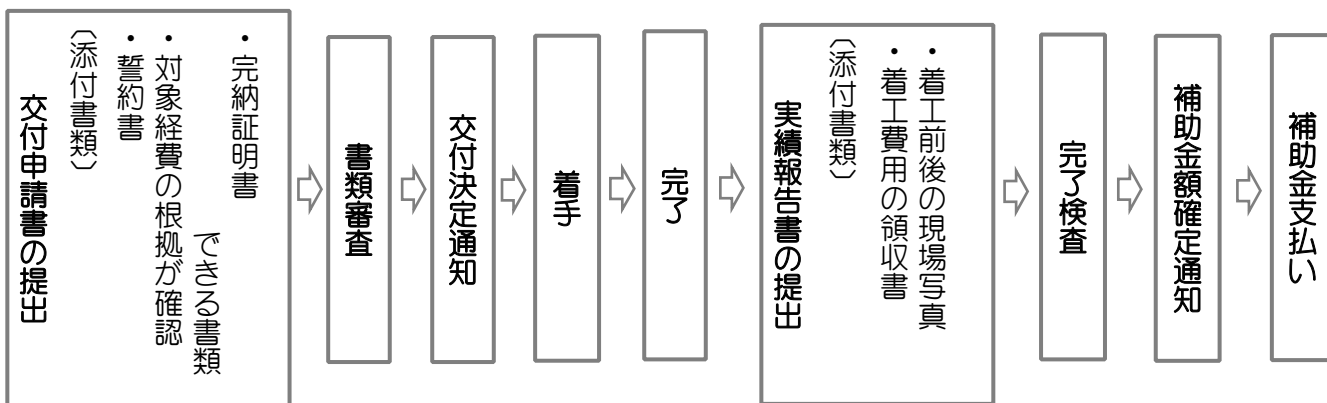 交付申請書の提出
〔添付書類〕
・誓約書
・対象経費の根拠が確認
できる書類
・完納証明書
書類審査
交付決定通知
着手
完了
実績報告書の提出
〔添付書類〕
・着工費用の領収書
・着工前後の現場写真
完了検査
補助金額確定通知
補助金支払い